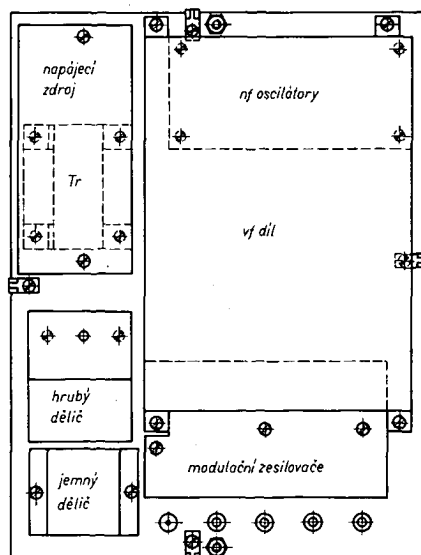 napájecí
zdroj
Tr
nf oscilátory
vf díl
hrubý
dělič
jemný
dělič
modulační zesilovače